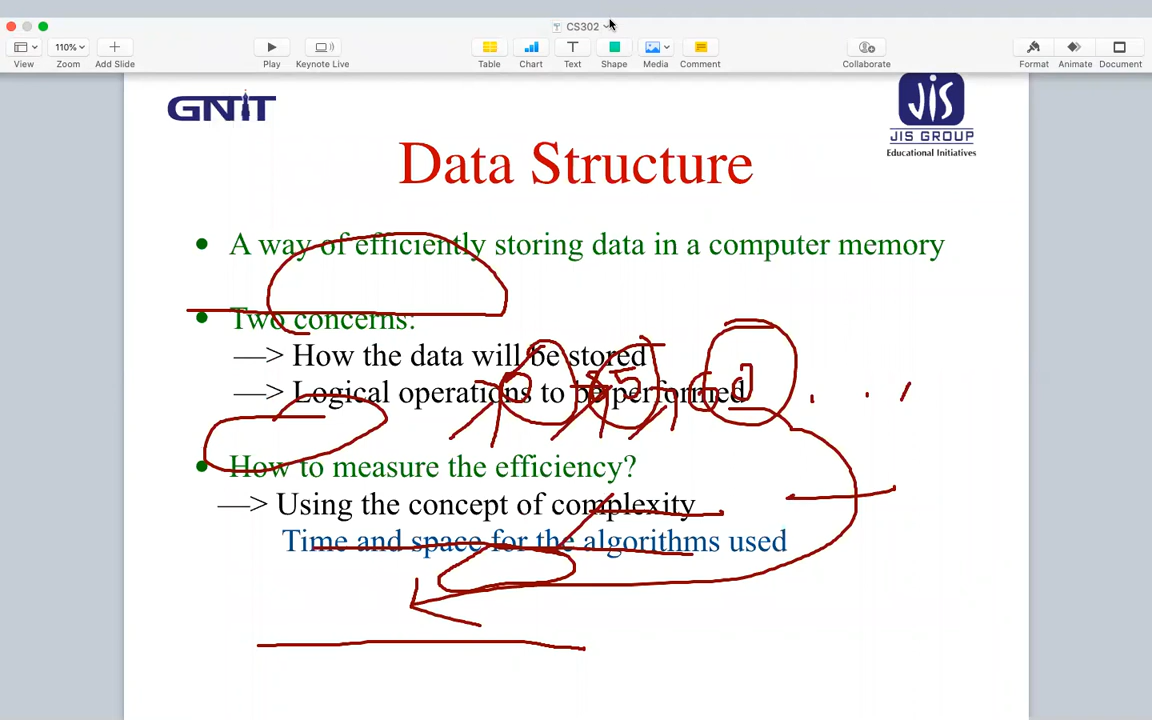 CS302
View
110%
Zoom
Add Slide
Play
Keynote Live
Table
Chart
Text
Shape
Media
Comment
Collaborate
Format
Animate
Document
GNIT
JIS
JIS GROUP
Educational Initiatives
Data Structure
• A way of efficiently storing data in a computer memory
• Two concerns:
—> How the data will be stored
—> Logical operations to be performed
• How to measure the efficiency?
—> Using the concept of complexity
Time and space for the algorithms used